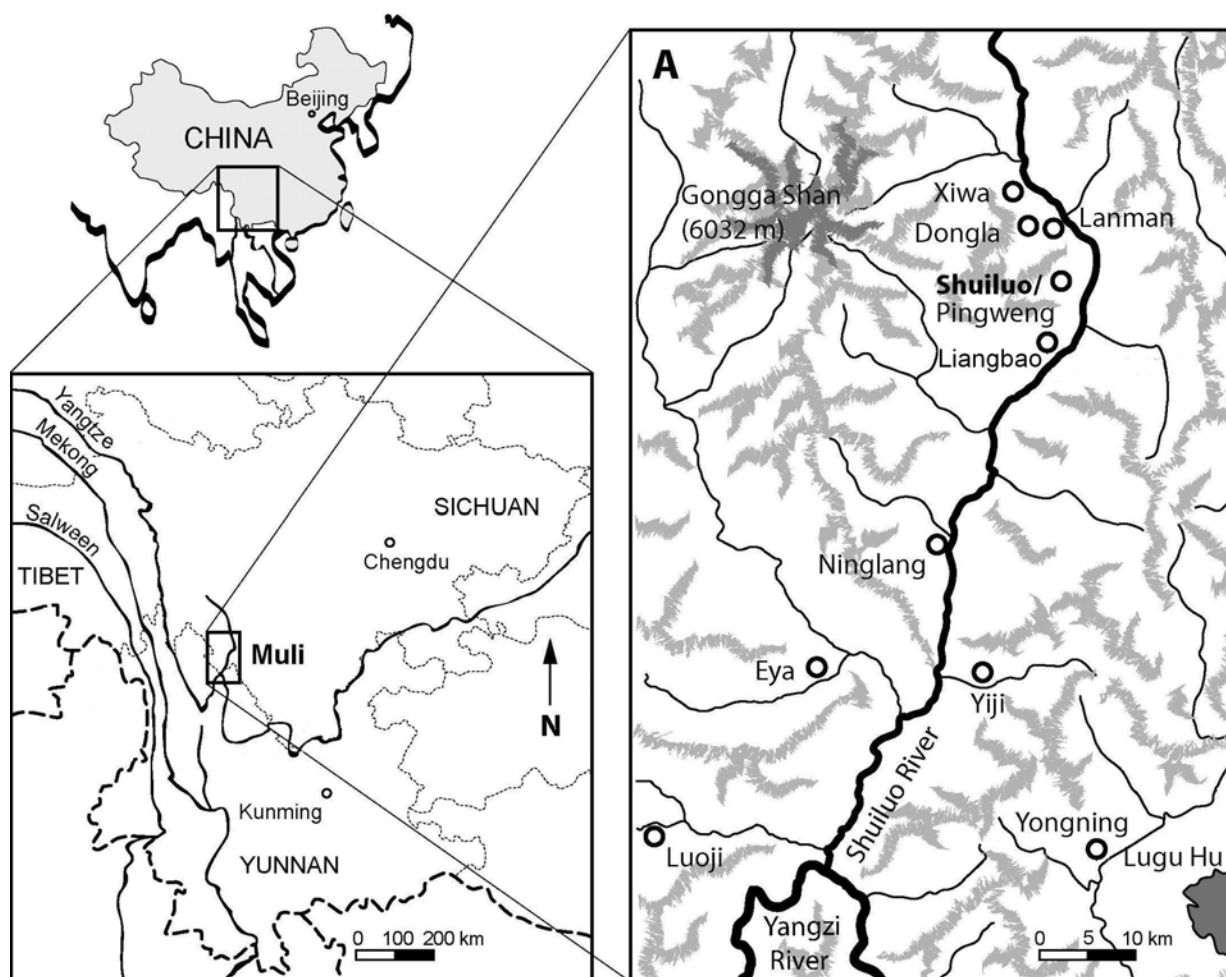 Beijing
CHINA
Yangtze
Mekong
Salween
TIBET
SICHUAN
Chengdu
Muli
N
Kunming
YUNNAN
0 100 200 km
A
Gongga Shan
(6032 m)
Xiwa
Lanman
Dongla
Shuiluo/
Pingweng
Liangbao
Ninglang
Eya
Yiji
Shuiluo River
Yongning
Luoji
Lugu Hu
Yangzi
River
0 5 10 km